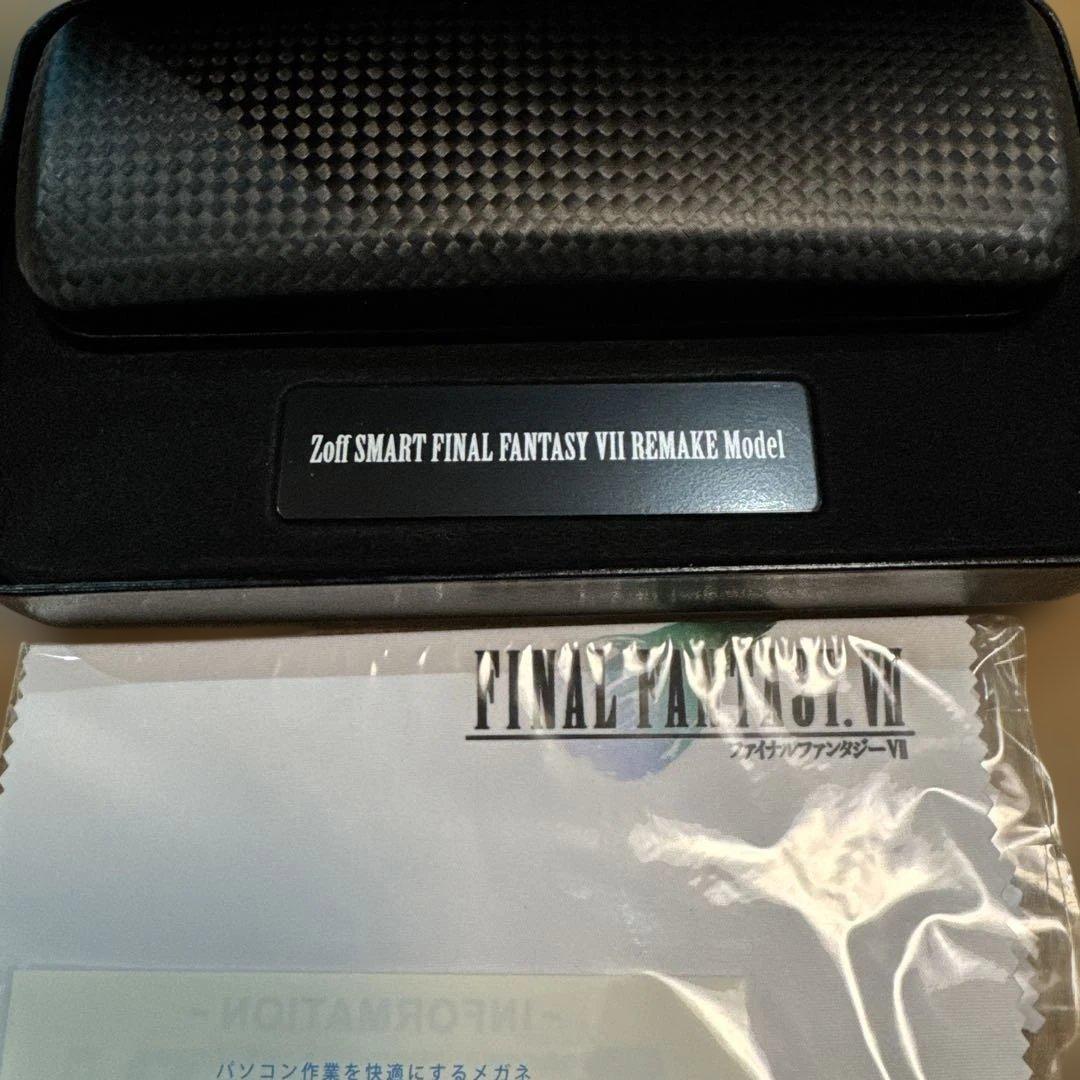 Zoff SMART FINAL FANTASY VII REMAKE Model
FINAL FANTASY. VII
ファイナルファンタジーVII
- INFORMATION -
パソコン作業を快適にするメガネ